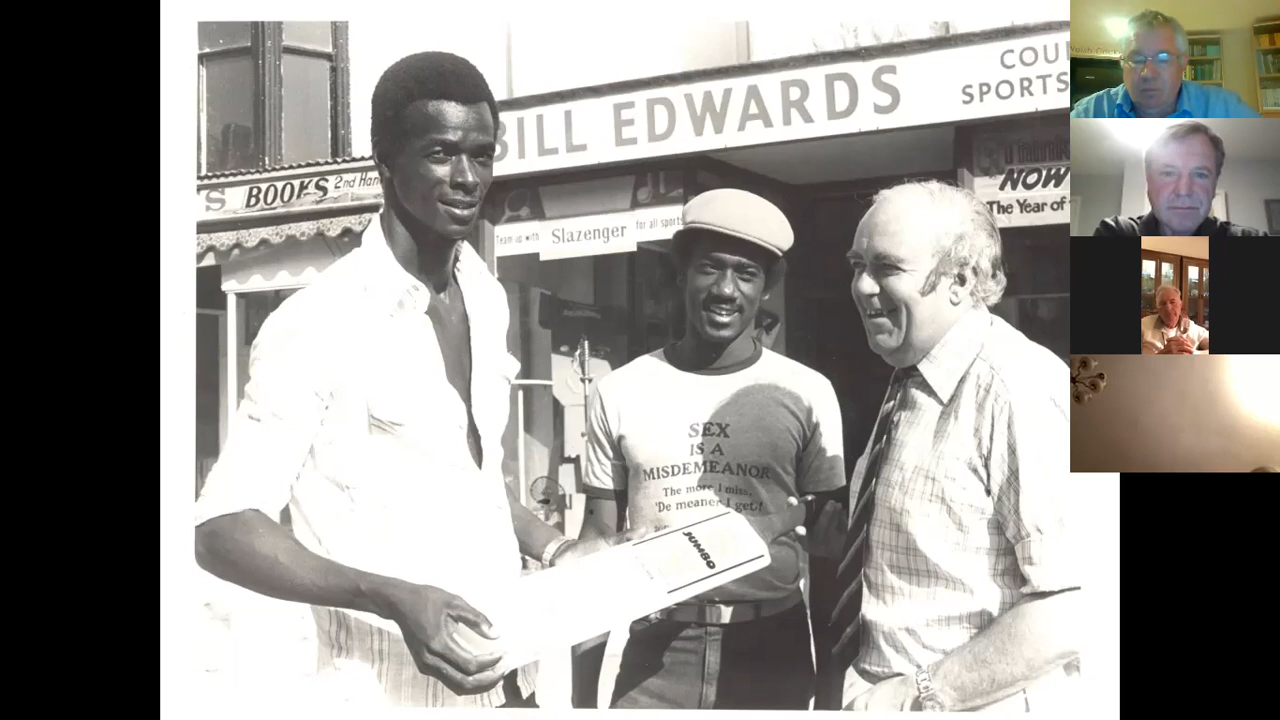 BILL EDWARDS
COU
SPORTS
S BOOKS 2nd Han
Team up with Slazenger for all sports
NOW
The Year of
SEX
IS A
MISDEMEANOR
The more I miss,
'De meaner I get!
JUMBO